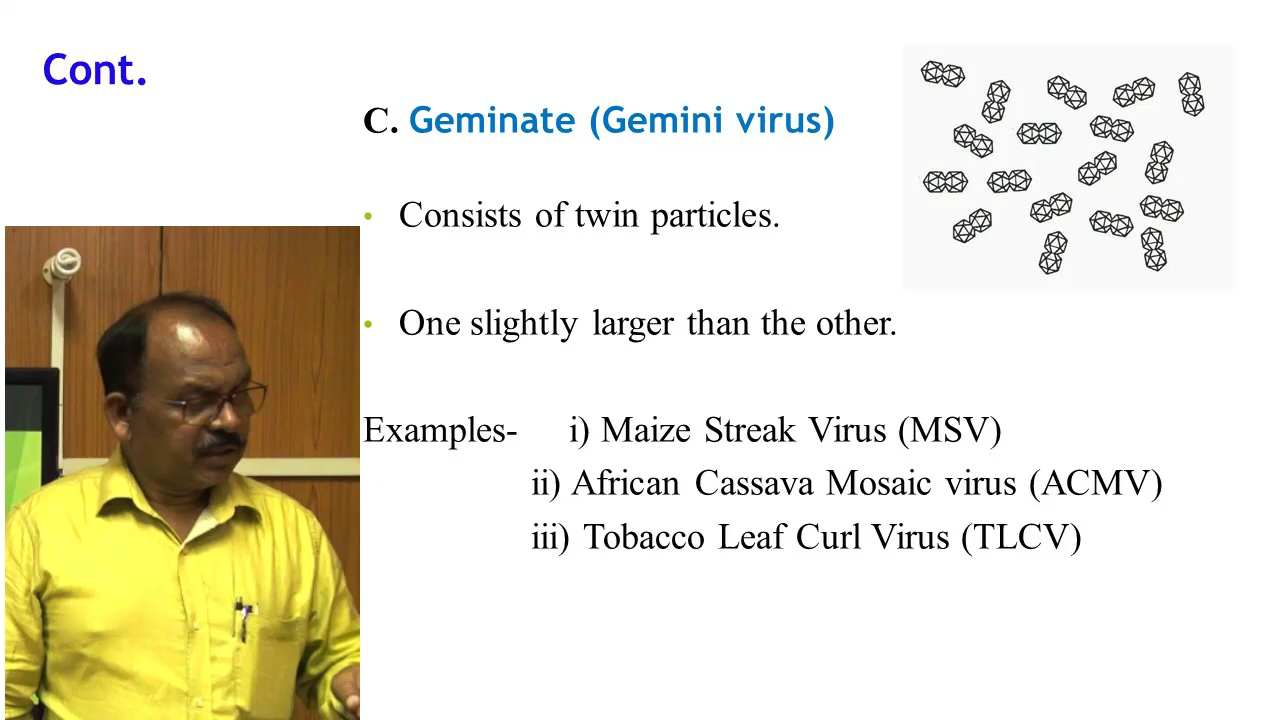 Cont.
C. Geminate (Gemini virus)
• Consists of twin particles.
• One slightly larger than the other.
Examples- i) Maize Streak Virus (MSV)
ii) African Cassava Mosaic virus (ACMV)
iii) Tobacco Leaf Curl Virus (TLCV)